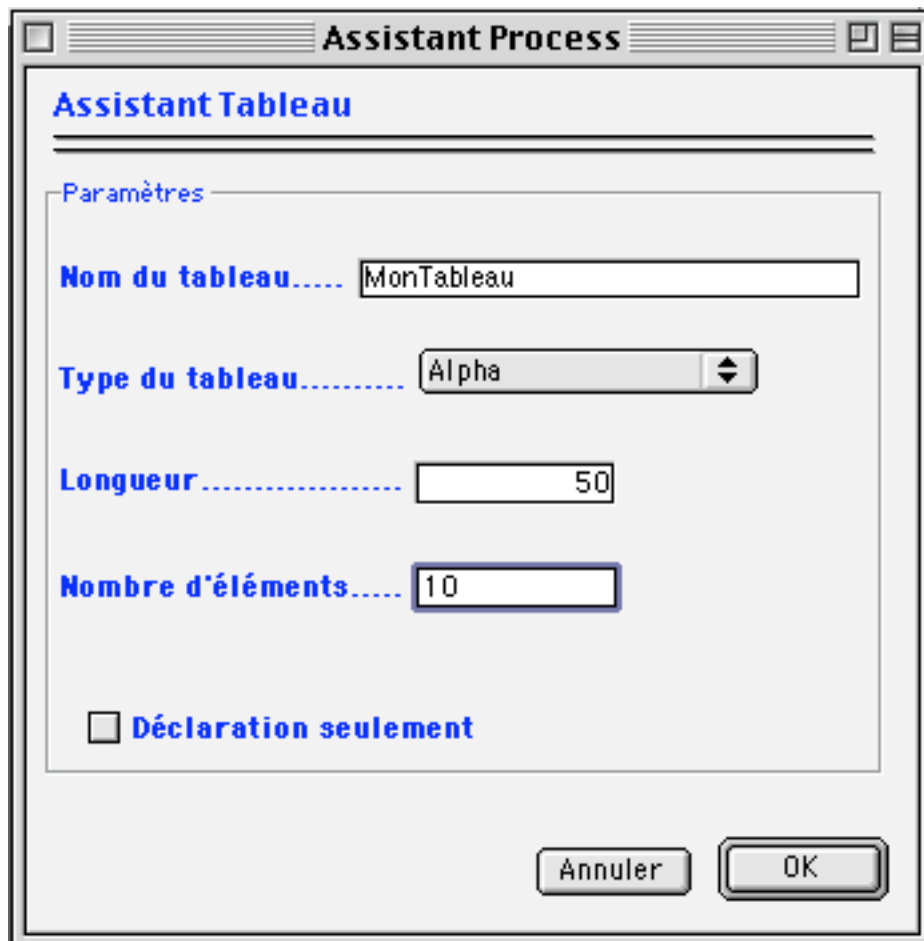 Assistant Process
Assistant Tableau
Paramètres
Nom du tableau..... MonTableau
Type du tableau.......... Alpha
Longueur................... 50
Nombre d'éléments..... 10
Déclaration seulement
Annuler OK